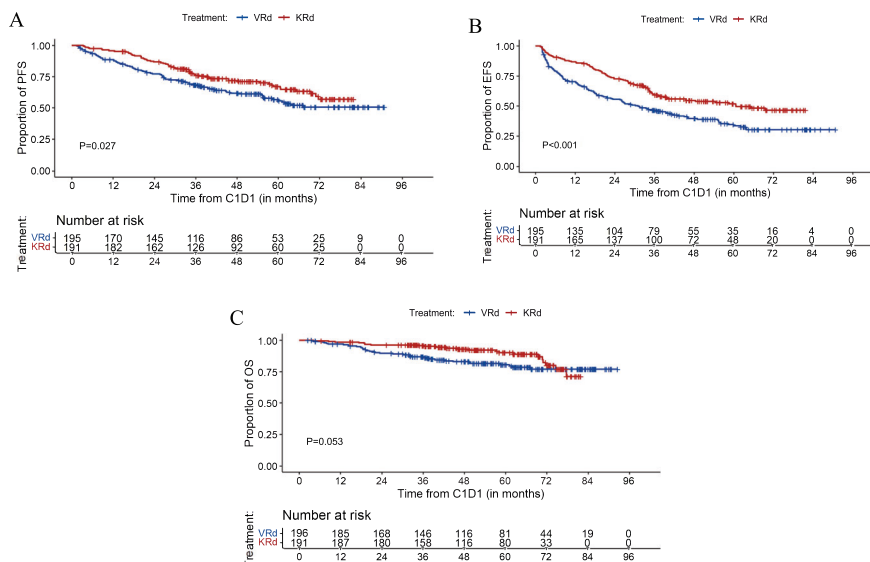 A
Treatment: VRd KRd
1.00
0.75
0.50
0.25
0.00
Proportion of PFS
P=0.027
0 12 24 36 48 60 72 84 96
Time from C1D1 (in months)
Number at risk
Treatment:
VRd 195 170 145 116 86 53 25 9 0
KRd 191 182 162 126 92 60 25 0 0
0 12 24 36 48 60 72 84 96
B
Treatment: VRd KRd
1.00
0.75
0.50
0.25
0.00
Proportion of EFS
P<0.001
0 12 24 36 48 60 72 84 96
Time from C1D1 (in months)
Number at risk
Treatment:
VRd 195 135 104 79 55 35 16 4 0
KRd 191 165 137 100 72 48 20 0 0
0 12 24 36 48 60 72 84 96
C
Treatment: VRd KRd
1.00
0.75
0.50
0.25
0.00
Proportion of OS
P=0.053
0 12 24 36 48 60 72 84 96
Time from C1D1 (in months)
Number at risk
Treatment:
VRd 196 185 168 146 116 81 44 19 0
KRd 191 187 180 158 116 80 33 0 0
0 12 24 36 48 60 72 84 96